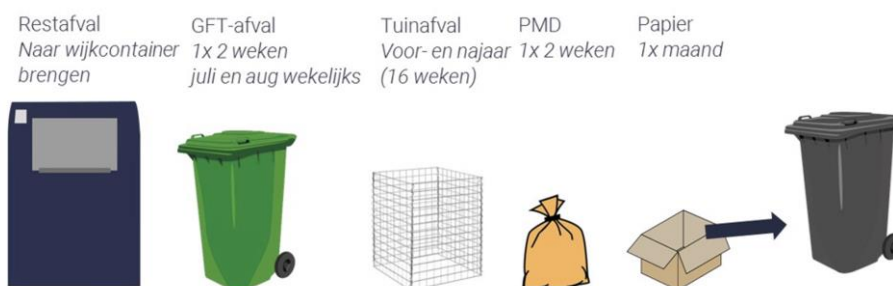 Restafval
Naar wijkcontainer
brengen
GFT-afval
1x 2 weken
juli en aug wekelijks
Tuinafval
Voor- en najaar
(16 weken)
PMD
1x 2 weken
Papier
1x maand